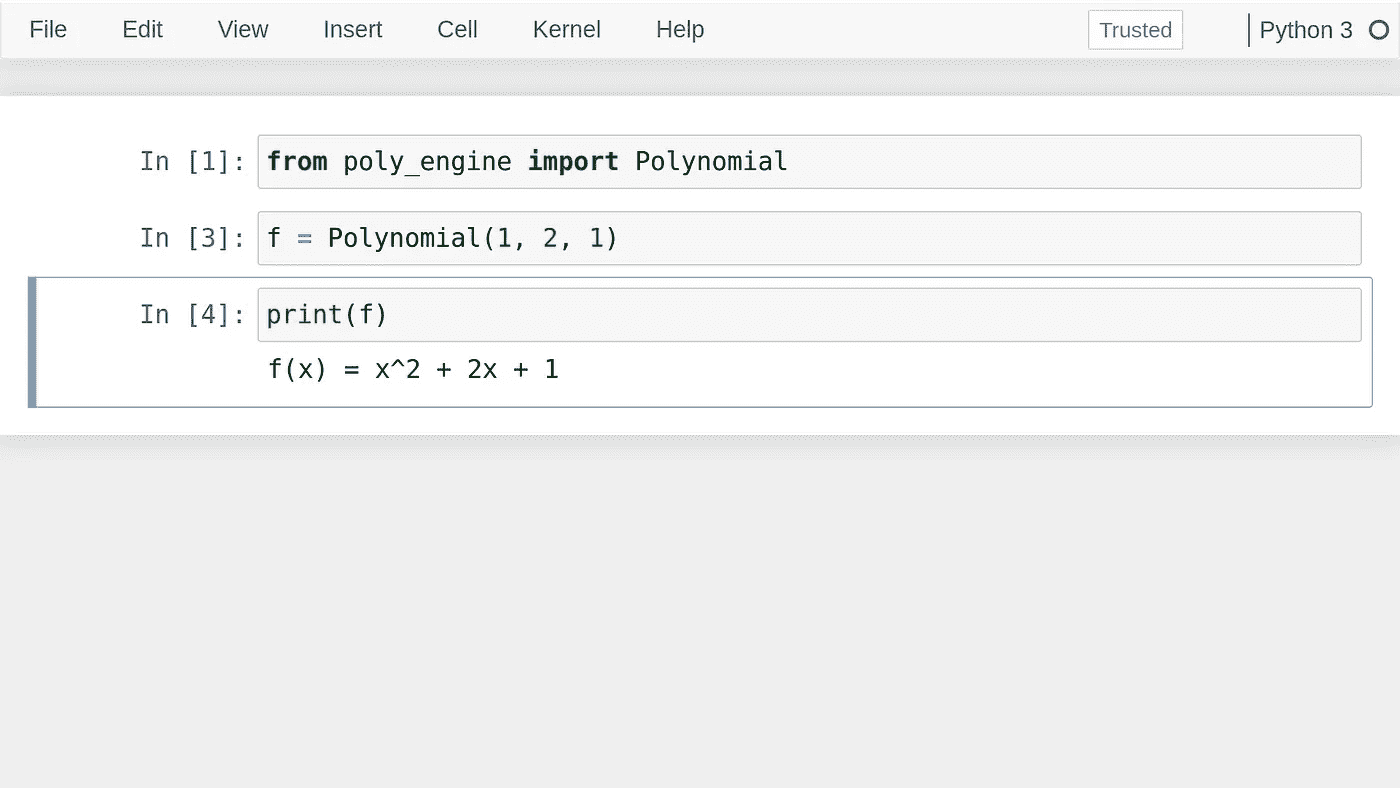 File Edit View Insert Cell Kernel Help Trusted Python 3
In [1]: from poly_engine import Polynomial
In [3]: f = Polynomial(1, 2, 1)
In [4]: print(f)
f(x) = x^2 + 2x + 1